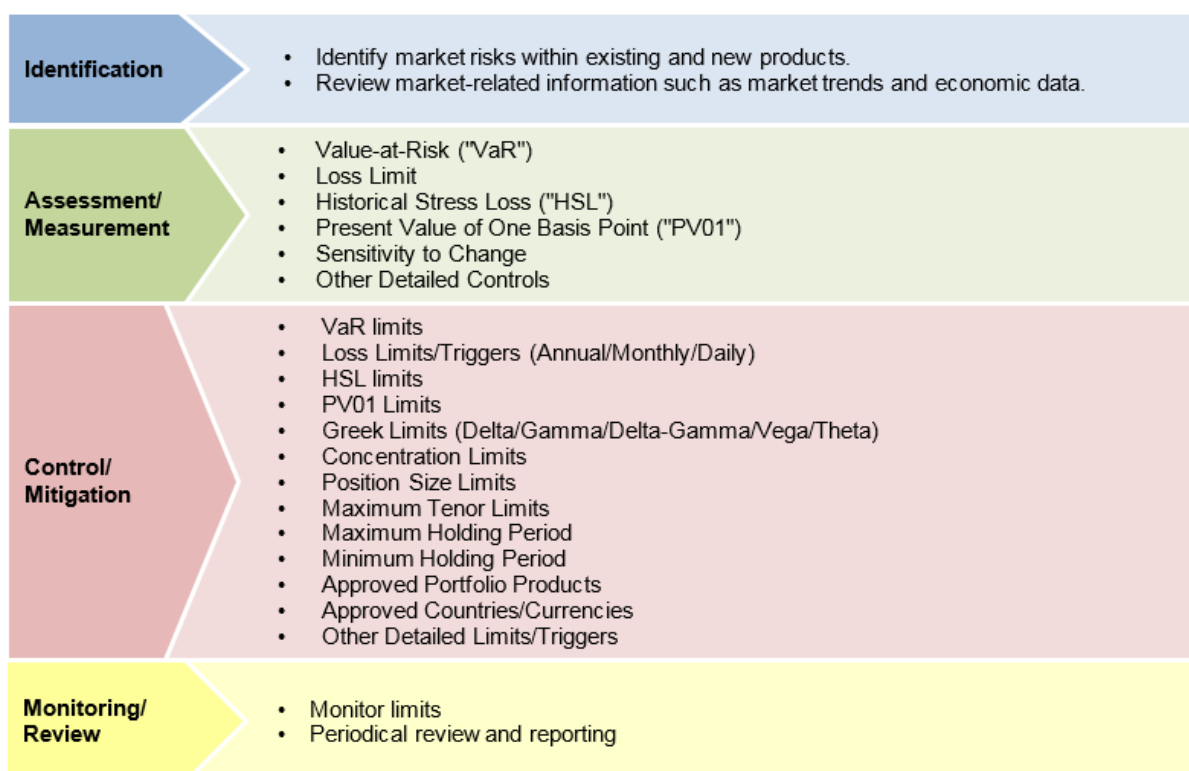 Identification
• Identify market risks within existing and new products.
• Review market-related information such as market trends and economic data.
Assessment/
Measurement
• Value-at-Risk ("VaR")
• Loss Limit
• Historical Stress Loss ("HSL")
• Present Value of One Basis Point ("PV01")
• Sensitivity to Change
• Other Detailed Controls
Control/
Mitigation
• VaR limits
• Loss Limits/Triggers (Annual/Monthly/Daily)
• HSL limits
• PV01 Limits
• Greek Limits (Delta/Gamma/Delta-Gamma/Vega/Theta)
• Concentration Limits
• Position Size Limits
• Maximum Tenor Limits
• Maximum Holding Period
• Minimum Holding Period
• Approved Portfolio Products
• Approved Countries/Currencies
• Other Detailed Limits/Triggers
Monitoring/
Review
• Monitor limits
• Periodical review and reporting